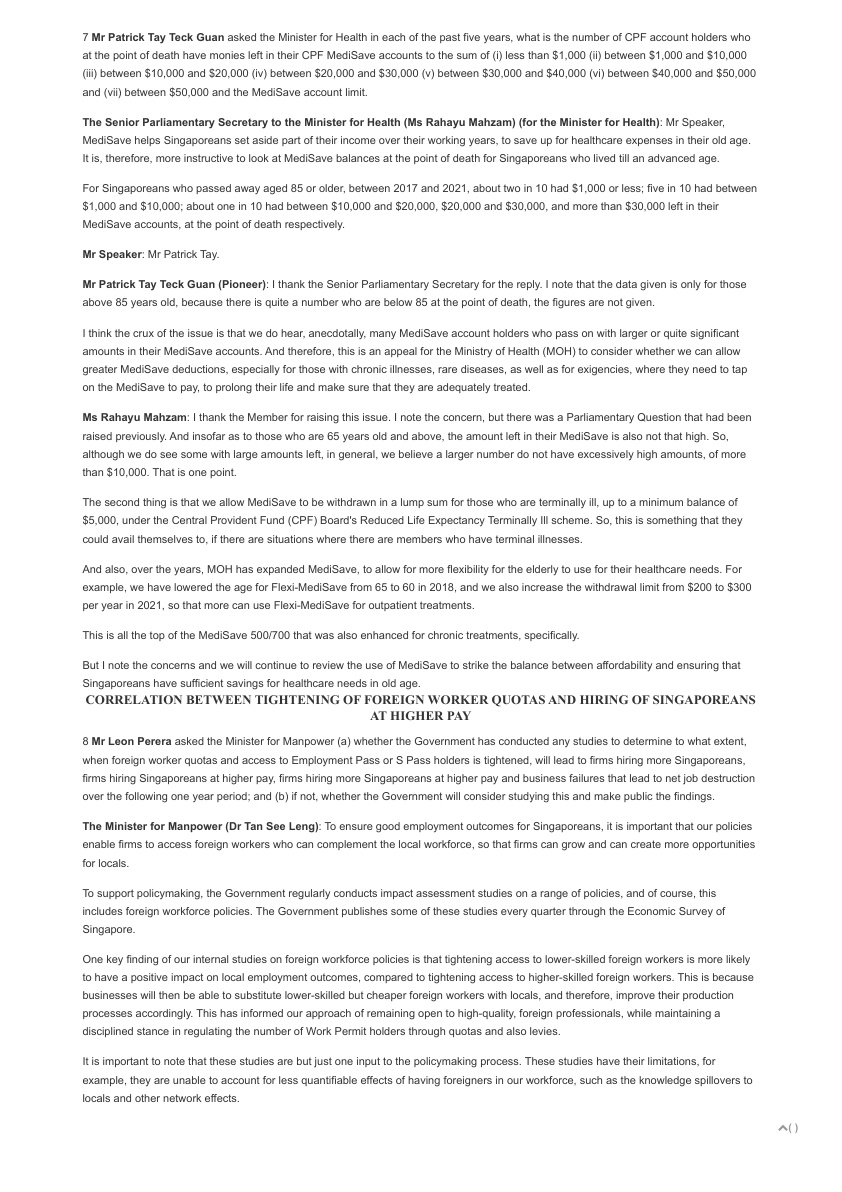 7 Mr Patrick Tay Teck Guan asked the Minister for Health in each of the past five years, what is the number of CPF account holders who
at the point of death have monies left in their CPF MediSave accounts to the sum of (i) less than $1,000 (ii) between $1,000 and $10,000
(iii) between $10,000 and $20,000 (iv) between $20,000 and $30,000 (v) between $30,000 and $40,000 (vi) between $40,000 and $50,000
and (vii) between $50,000 and the MediSave account limit.
The Senior Parliamentary Secretary to the Minister for Health (Ms Rahayu Mahzam) (for the Minister for Health): Mr Speaker,
MediSave helps Singaporeans set aside part of their income over their working years, to save up for healthcare expenses in their old age.
It is, therefore, more instructive to look at MediSave balances at the point of death for Singaporeans who lived till an advanced age.
For Singaporeans who passed away aged 85 or older, between 2017 and 2021, about two in 10 had $1,000 or less; five in 10 had between
$1,000 and $10,000; about one in 10 had between $10,000 and $20,000, $20,000 and $30,000, and more than $30,000 left in their
MediSave accounts, at the point of death respectively.
Mr Speaker: Mr Patrick Tay.
Mr Patrick Tay Teck Guan (Pioneer): I thank the Senior Parliamentary Secretary for the reply. I note that the data given is only for those
above 85 years old, because there is quite a number who are below 85 at the point of death, the figures are not given.
I think the crux of the issue is that we do hear, anecdotally, many MediSave account holders who pass on with larger or quite significant
amounts in their MediSave accounts. And therefore, this is an appeal for the Ministry of Health (MOH) to consider whether we can allow
greater MediSave deductions, especially for those with chronic illnesses, rare diseases, as well as for exigencies, where they need to tap
on the MediSave to pay, to prolong their life and make sure that they are adequately treated.
Ms Rahayu Mahzam: I thank the Member for raising this issue. I note the concern, but there was a Parliamentary Question that had been
raised previously. And insofar as to those who are 65 years old and above, the amount left in their MediSave is also not that high. So,
although we do see some with large amounts left, in general, we believe a larger number do not have excessively high amounts, of more
than $10,000. That is one point.
The second thing is that we allow MediSave to be withdrawn in a lump sum for those who are terminally ill, up to a minimum balance of
$5,000, under the Central Provident Fund (CPF) Board's Reduced Life Expectancy Terminally Ill scheme. So, this is something that they
could avail themselves to, if there are situations where there are members who have terminal illnesses.
And also, over the years, MOH has expanded MediSave, to allow for more flexibility for the elderly to use for their healthcare needs. For
example, we have lowered the age for Flexi-MediSave from 65 to 60 in 2018, and we also increase the withdrawal limit from $200 to $300
per year in 2021, so that more can use Flexi-MediSave for outpatient treatments.
This is all the top of the MediSave 500/700 that was also enhanced for chronic treatments, specifically.
But I note the concerns and we will continue to review the use of MediSave to strike the balance between affordability and ensuring that
Singaporeans have sufficient savings for healthcare needs in old age.
CORRELATION BETWEEN TIGHTENING OF FOREIGN WORKER QUOTAS AND HIRING OF SINGAPOREANS
AT HIGHER PAY
8 Mr Leon Perera asked the Minister for Manpower (a) whether the Government has conducted any studies to determine to what extent,
when foreign worker quotas and access to Employment Pass or S Pass holders is tightened, will lead to firms hiring more Singaporeans,
firms hiring Singaporeans at higher pay, firms hiring more Singaporeans at higher pay and business failures that lead to net job destruction
over the following one year period; and (b) if not, whether the Government will consider studying this and make public the findings.
The Minister for Manpower (Dr Tan See Leng): To ensure good employment outcomes for Singaporeans, it is important that our policies
enable firms to access foreign workers who can complement the local workforce, so that firms can grow and can create more opportunities
for locals.
To support policymaking, the Government regularly conducts impact assessment studies on a range of policies, and of course, this
includes foreign workforce policies. The Government publishes some of these studies every quarter through the Economic Survey of
Singapore.
One key finding of our internal studies on foreign workforce policies is that tightening access to lower-skilled foreign workers is more likely
to have a positive impact on local employment outcomes, compared to tightening access to higher-skilled foreign workers. This is because
businesses will then be able to substitute lower-skilled but cheaper foreign workers with locals, and therefore, improve their production
processes accordingly. This has informed our approach of remaining open to high-quality, foreign professionals, while maintaining a
disciplined stance in regulating the number of Work Permit holders through quotas and also levies.
It is important to note that these studies are but just one input to the policymaking process. These studies have their limitations, for
example, they are unable to account for less quantifiable effects of having foreigners in our workforce, such as the knowledge spillovers to
locals and other network effects.
( )